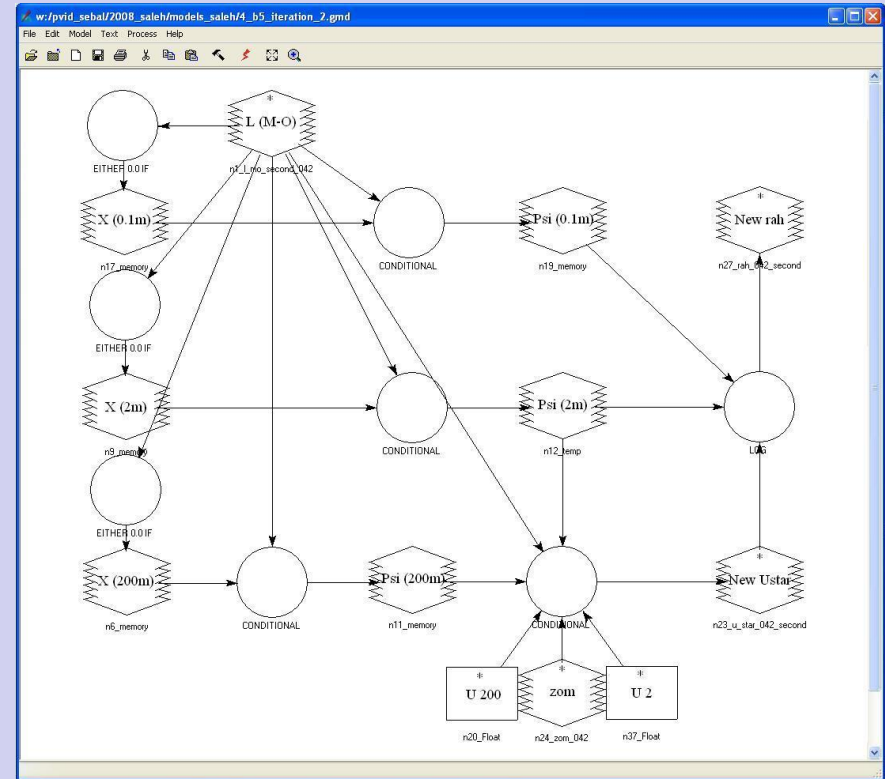 w:/pvid_sebal/2008_saleh/models_saleh/4_b5_iteration_2.gmd
File Edit Model Text Process Help
*
L (M-O)
EITHER 0.0 IF
n1_l_mo_second_042
X (0.1m)
Psi (0.1m)
*
New rah
n17_memory
CONDITIONAL
n19_memory
n27_rah_042_second
EITHER 0.0 IF
X (2m)
Psi (2m)
n9_memory
CONDITIONAL
n12_temp
LOG
EITHER 0.0 IF
X (200m)
Psi (200m)
*
New Ustar
n6_memory
CONDITIONAL
n11_memory
CONDITIONAL
n23_u_star_042_second
*
U 200
*
zom
*
U 2
n20_Float
n24_zom_042
n37_Float